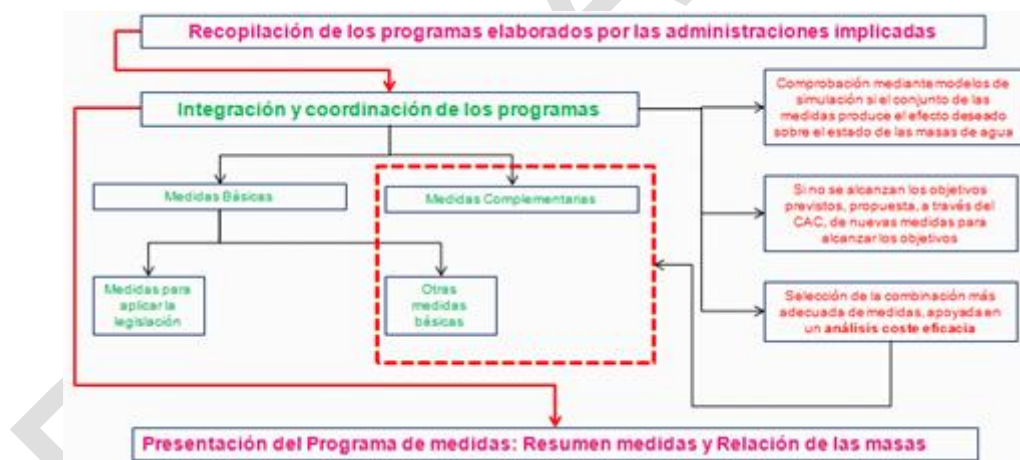 Recopilación de los programas elaborados por las administraciones implicadas
Integración y coordinación de los programas
Comprobación mediante modelos de
simulación si el conjunto de las
medidas produce el efecto deseado
sobre el estado de las masas de agua
Medidas Básicas
Medidas Complementarias
Si no se alcanzan los objetivos
previstos, propuesta, a través del
CAC, de nuevas medidas para
alcanzar los objetivos
Medidas para
aplicar la
legislación
Otras
medidas
básicas
Selección de la combinación más
adecuada de medidas, apoyada en
un análisis coste eficacia
Presentación del Programa de medidas: Resumen medidas y Relación de las masas